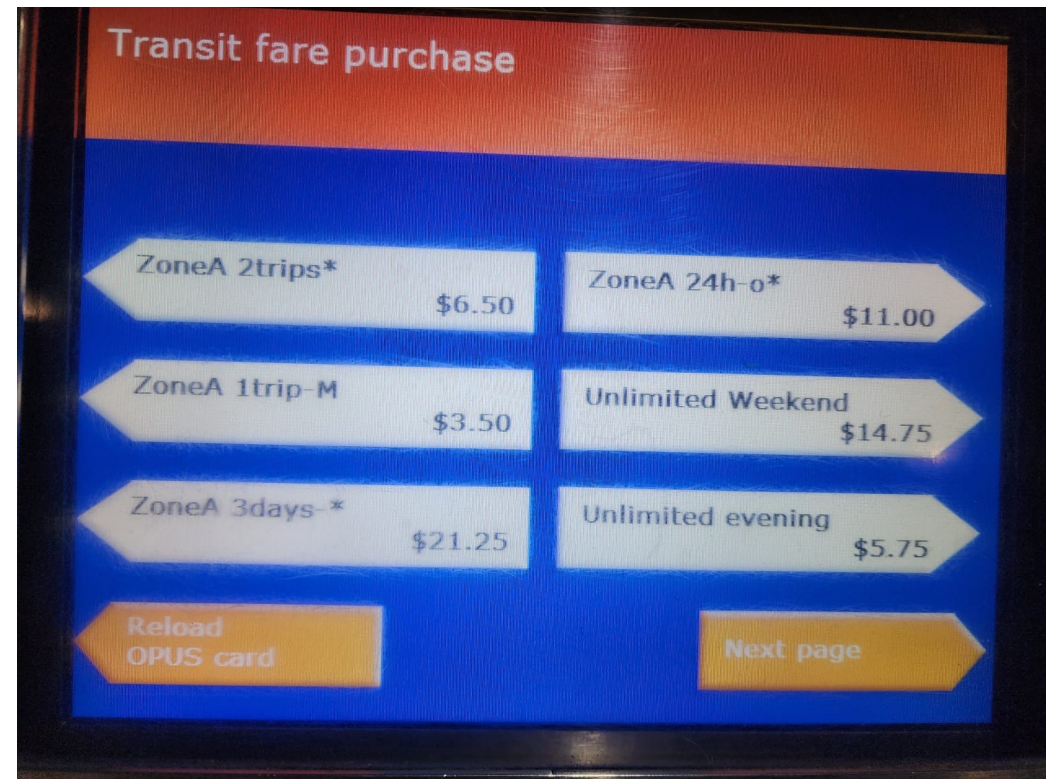 Transit fare purchase
ZoneA 2trips*
$6.50
ZoneA 24h-o*
$11.00
ZoneA 1trip-M
$3.50
Unlimited Weekend
$14.75
ZoneA 3days-*
$21.25
Unlimited evening
$5.75
Reload
OPUS card
Next page